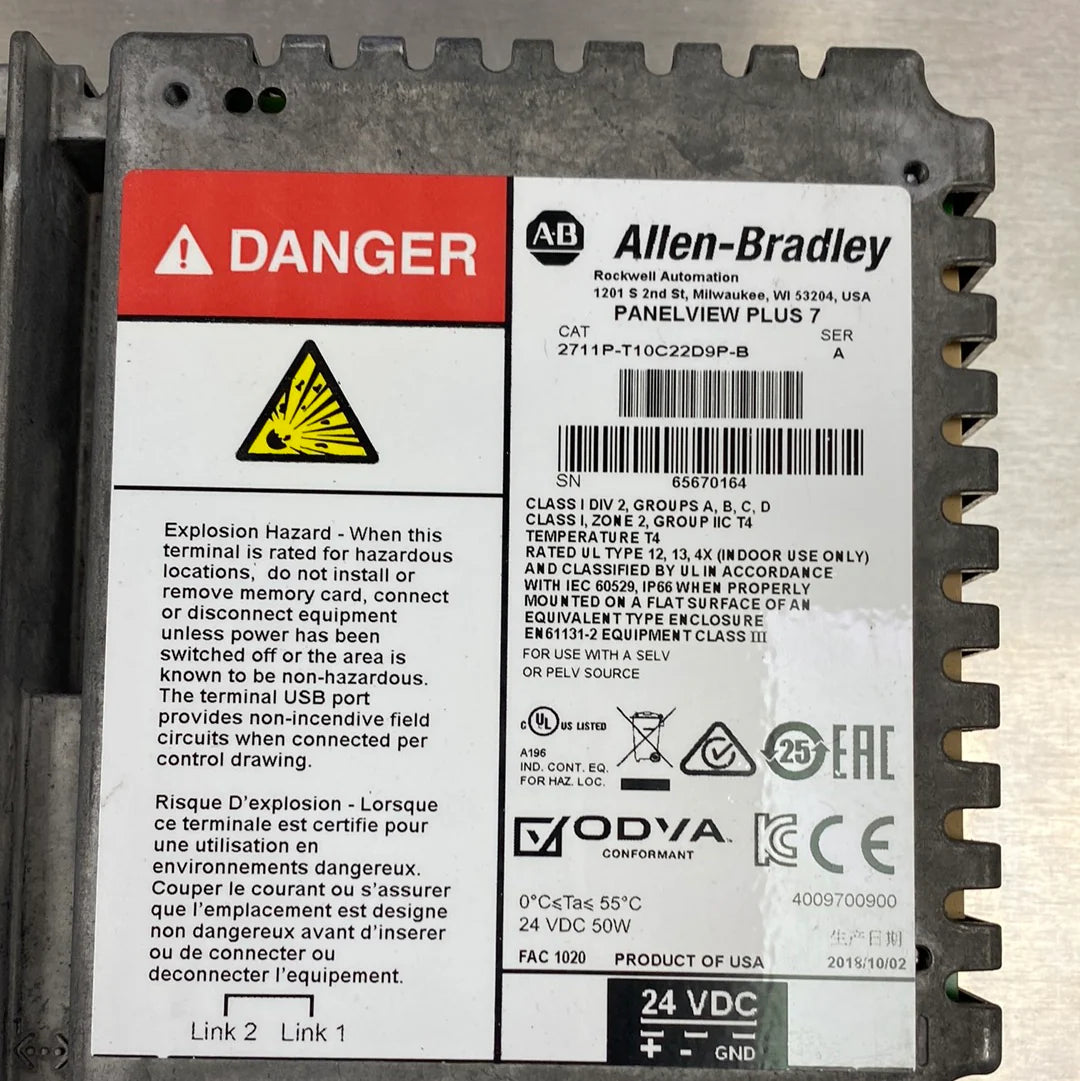 DANGER
Explosion Hazard - When this
terminal is rated for hazardous
locations, do not install or
remove memory card, connect
or disconnect equipment
unless power has been
switched off or the area is
known to be non-hazardous.
The terminal USB port
provides non-incendive field
circuits when connected per
control drawing.
Risque D'explosion - Lorsque
ce terminale est certifie pour
une utilisation en
environnements dangereux.
Couper le courant ou s'assurer
que l'emplacement est designe
non dangereux avant d'inserer
ou de connecter ou
deconnecter l'equipement.
Link 2 Link 1
A-B Allen-Bradley
Rockwell Automation
1201 S 2nd St, Milwaukee, WI 53204, USA
PANELVIEW PLUS 7
CAT SER
2711P-T10C22D9P-B A
SN 65670164
CLASS I DIV 2, GROUPS A, B, C, D
CLASS I, ZONE 2, GROUP IIC T4
TEMPERATURE T4
RATED UL TYPE 12, 13, 4X (INDOOR USE ONLY)
AND CLASSIFIED BY UL IN ACCORDANCE
WITH IEC 60529, IP66 WHEN PROPERLY
MOUNTED ON A FLAT SURFACE OF AN
EQUIVALENT TYPE ENCLOSURE
EN61131-2 EQUIPMENT CLASS III
FOR USE WITH A SELV
OR PELV SOURCE
C UL US LISTED
A196
IND. CONT. EQ.
FOR HAZ. LOC.
25 EAC
ODVA
CONFORMANT
KC CE
0°C≤Ta≤ 55°C
24 VDC 50W
4009700900
生产日期
FAC 1020 PRODUCT OF USA 2018/10/02
24 VDC
+ - GND